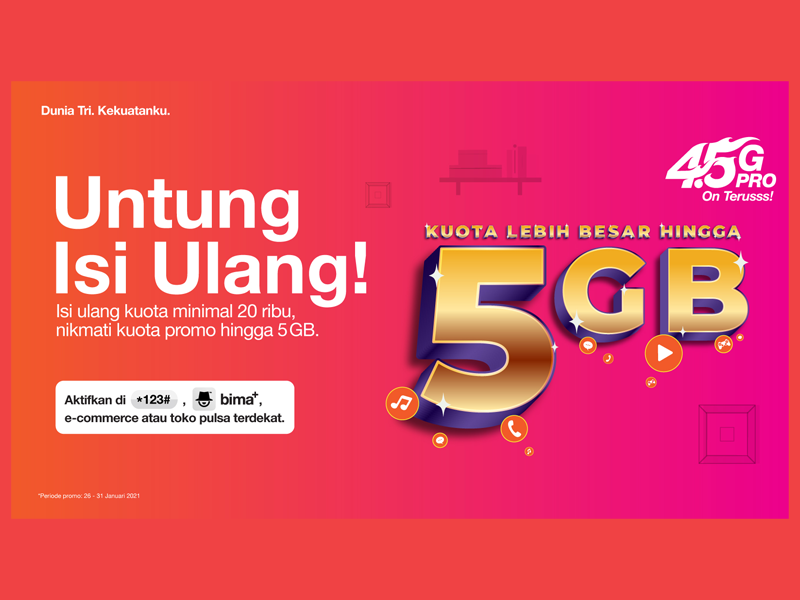 Dunia Tri. Kekuatanku.
4.5G
PRO
On Terusss!
Untung
Isi Ulang!
Isi ulang kuota minimal 20 ribu,
nikmati kuota promo hingga 5GB.
KUOTA LEBIH BESAR HINGGA
5GB
Aktifkan di *123# , bima+,
e-commerce atau toko pulsa terdekat.
*Periode promo: 26 - 31 Januari 2021